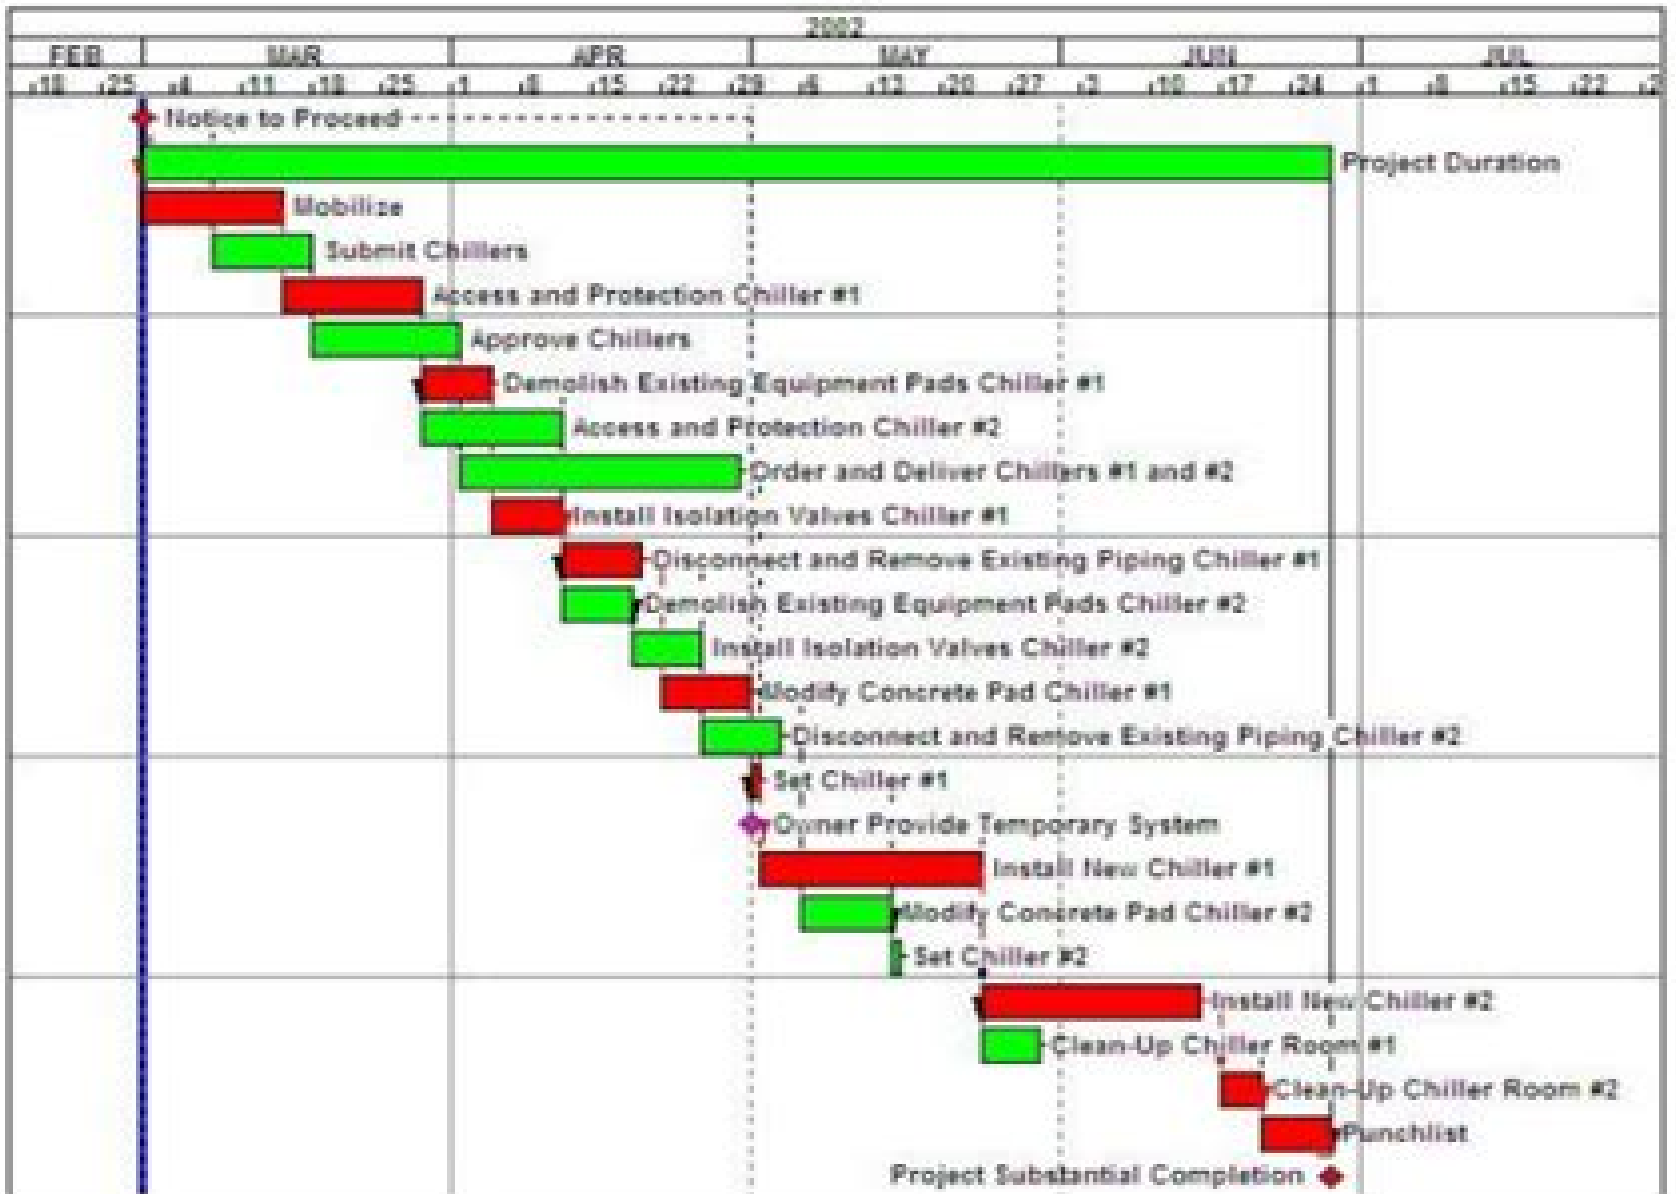 2002
FEB MAR APR MAY JUN JUL
18 25 4 11 18 25 1 8 15 22 29 6 13 20 27 3 10 17 24 1 8 15 22 2
Notice to Proceed
Project Duration
Mobilize
Submit Chillers
Access and Protection Chiller #1
Approve Chillers
Demolish Existing Equipment Pads Chiller #1
Access and Protection Chiller #2
Order and Deliver Chillers #1 and #2
Install Isolation Valves Chiller #1
Disconnect and Remove Existing Piping Chiller #1
Demolish Existing Equipment Pads Chiller #2
Install Isolation Valves Chiller #2
Modify Concrete Pad Chiller #1
Disconnect and Remove Existing Piping Chiller #2
Set Chiller #1
Owner Provide Temporary System
Install New Chiller #1
Modify Concrete Pad Chiller #2
Set Chiller #2
Install New Chiller #2
Clean-Up Chiller Room #1
Clean-Up Chiller Room #2
Punchlist
Project Substantial Completion